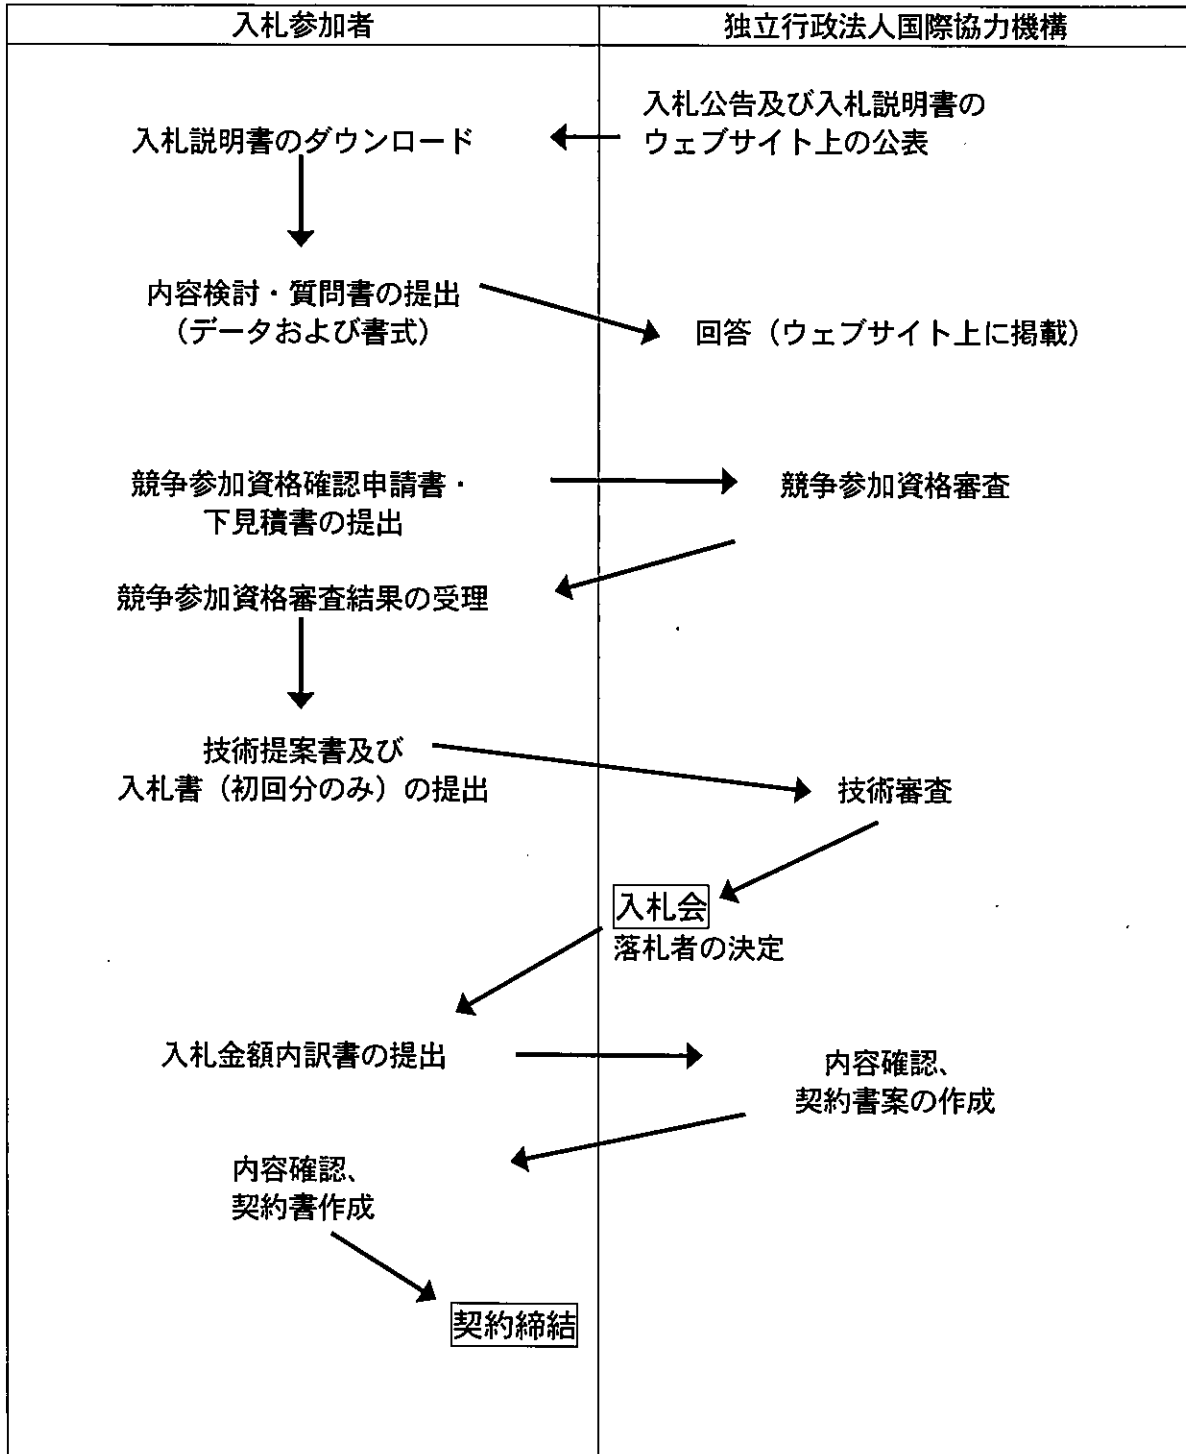 入札参加者
独立行政法人国際協力機構
入札公告及び入札説明書の
ウェブサイト上の公表
入札説明書のダウンロード
内容検討・質問書の提出
（データおよび書式）
回答（ウェブサイト上に掲載）
競争参加資格確認申請書・
下見積書の提出
競争参加資格審査
競争参加資格審査結果の受理
技術提案書及び
入札書（初回分のみ）の提出
技術審査
入札会
落札者の決定
入札金額内訳書の提出
内容確認、
契約書案の作成
内容確認、
契約書作成
契約締結